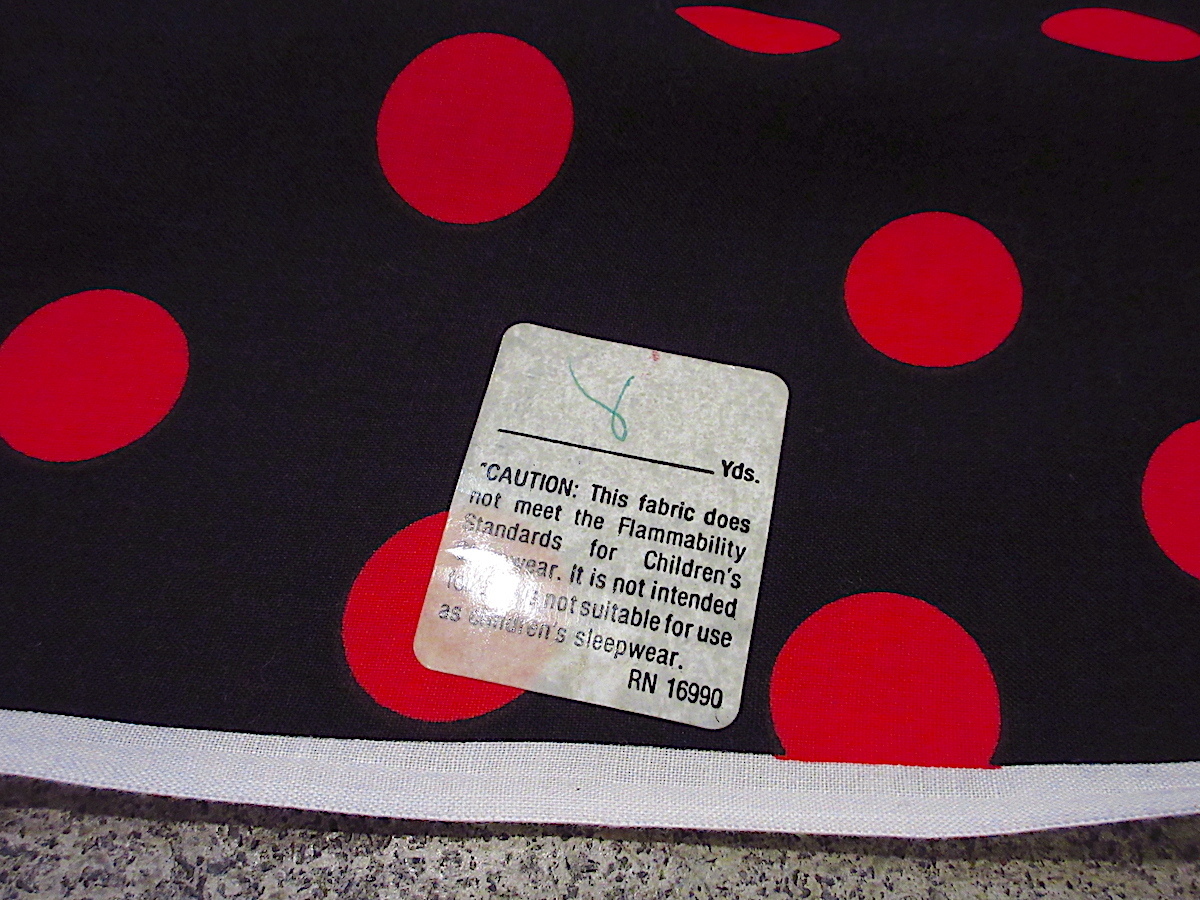 8
Yds.
"CAUTION: This fabric does
not meet the Flammability
Standards for Children's
wear. It is not intended
not suitable for use
as children's sleepwear.
RN 16990